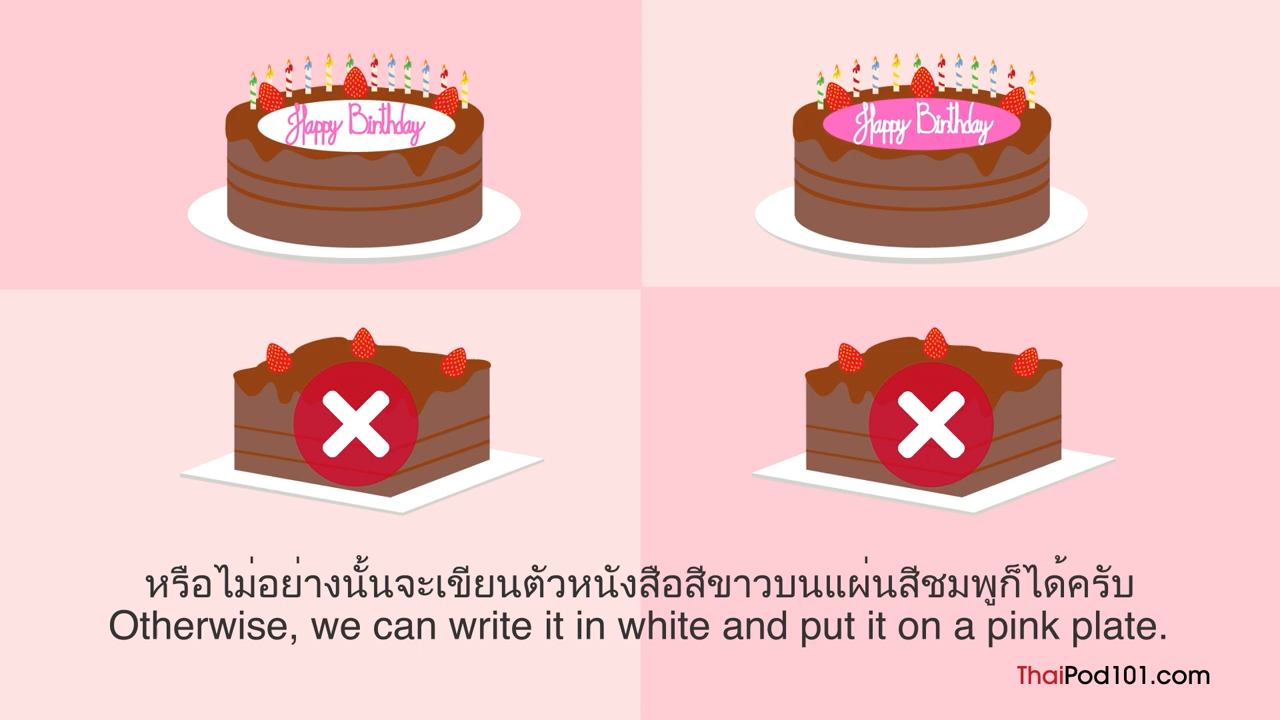 Happy Birthday
Happy Birthday
หรือไม่อย่างนั้นจะเขียนตัวหนังสือสีขาวบนแผ่นสีชมพูก็ได้ครับ
Otherwise, we can write it in white and put it on a pink plate.
ThaiPod101.com